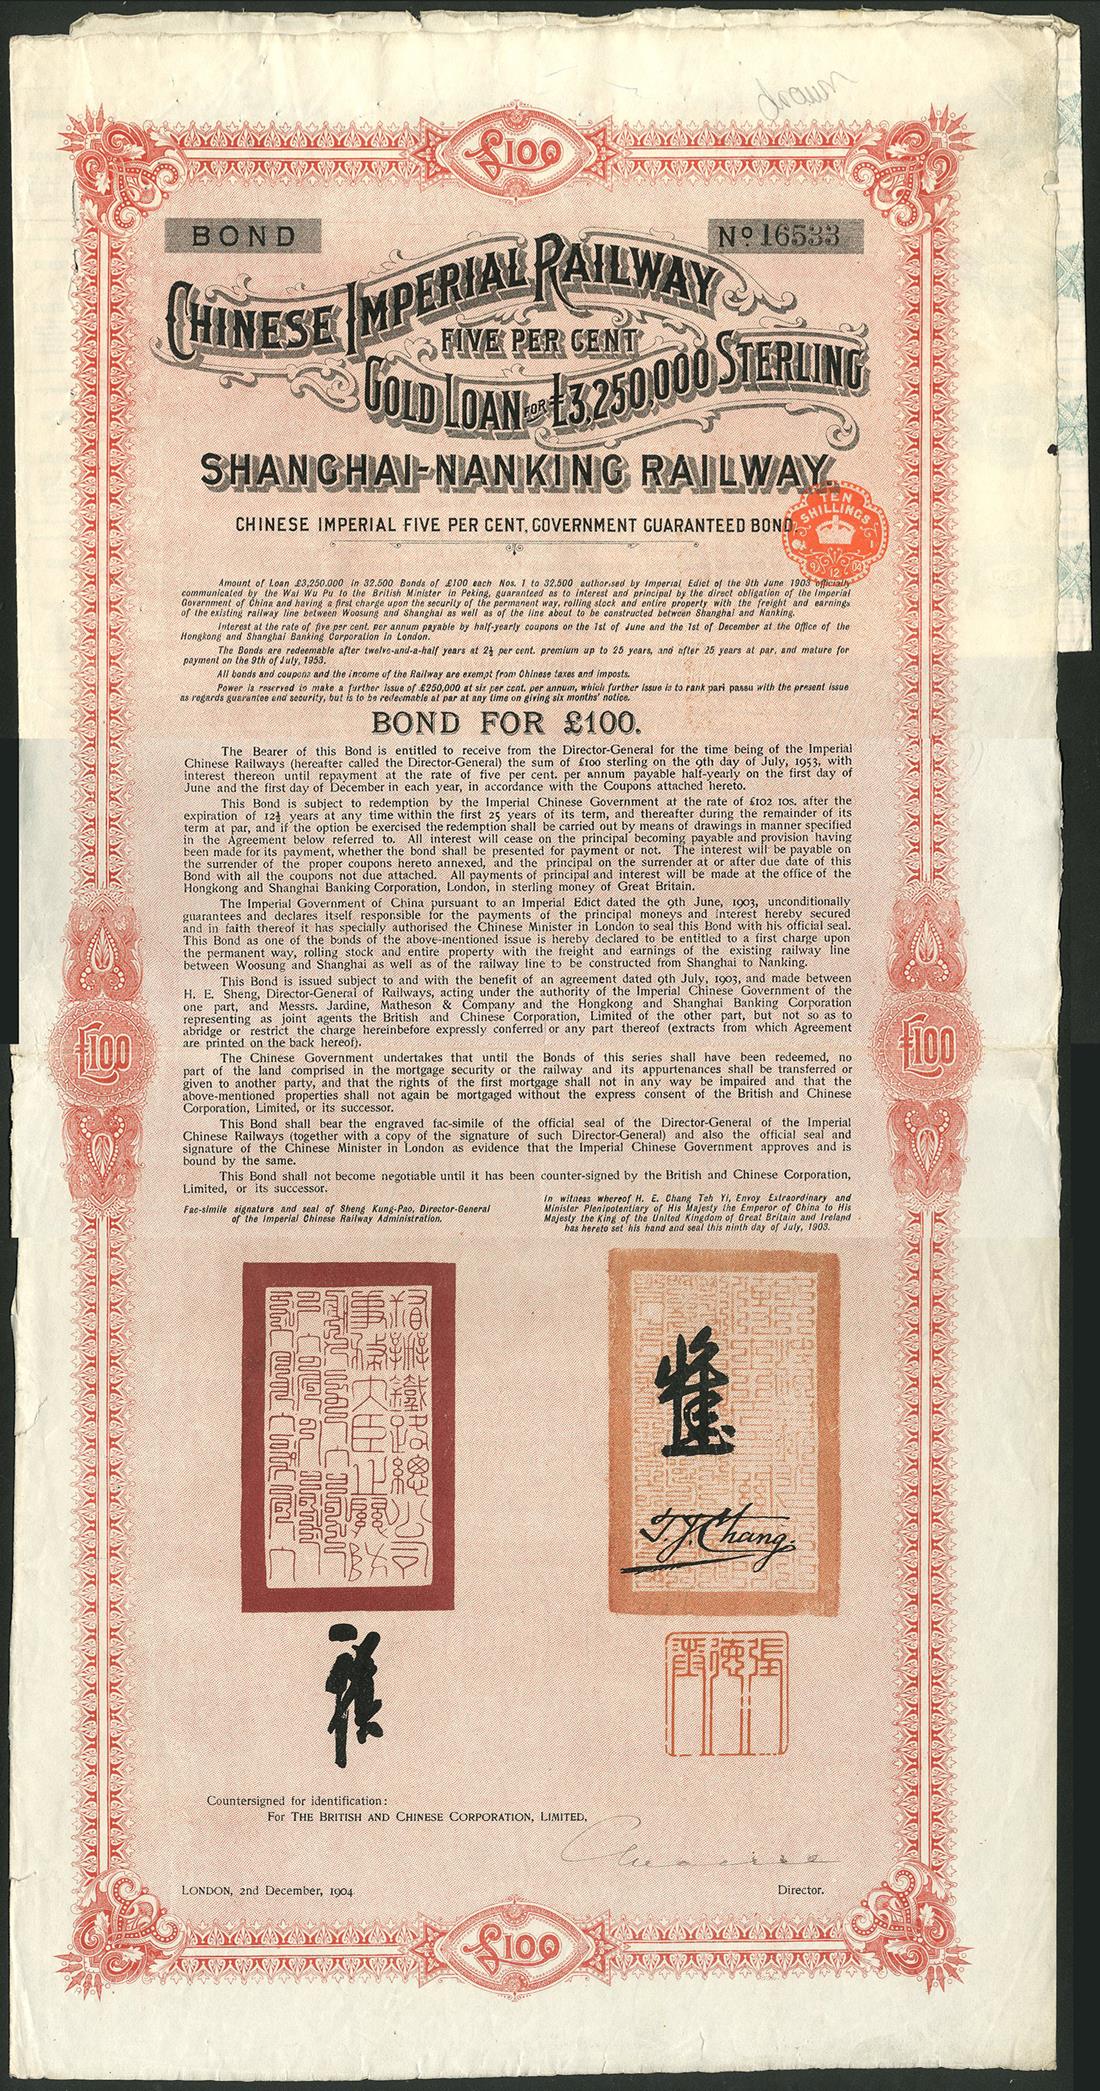 drawn
£100
BOND
No 16533
CHINESE IMPERIAL RAILWAY
FIVE PER CENT
GOLD LOAN FOR £3,250,000 STERLING
SHANGHAI-NANKING RAILWAY.
TEN
SHILLINGS
CHINESE IMPERIAL FIVE PER CENT, GOVERNMENT GUARANTEED BOND.
12
Amount of Loan £3,250.000 in 32.500 Bonds of £100 each Nos. 1 to 32.500 authorised by Imperial Edict of the 9th June 1903 officially
communicated by the Wai Wu Pu to the British Minister in Peking, guaranteed as to interest and principal by the direct obligation of the Imperial
Government of China and having a first charge upon the security of the permanent way, rolling stock and entire property with the freight and earnings
of the existing railway line between Woosung and Shanghai as well as of the line about to be constructed between Shanghai and Nanking.
Interest at the rate of five per cent. per annum payable by half-yearly coupons on the 1st of June and the 1st of December at the Office of the
Hongkong and Shanghai Banking Corporation in London.
The Bonds are redeemable after twelve-and-a-half years at 2½ per cent. premium up to 25 years, and after 25 years at par, and mature for
payment on the 9th of July, 1953.
All bonds and coupons and the income of the Railway are exempt from Chinese taxes and imposts.
Power is reserved to make a further issue of £250,000 at six per cent. per annum, which further issue is to rank pari passu with the present issue
as regards guarantee and security, but is to be redeemable at par at any time on giving six months' notice.
BOND FOR £100.
The Bearer of this Bond is entitled to receive from the Director-General for the time being of the Imperial
Chinese Railways (hereafter called the Director-General) the sum of £100 sterling on the 9th day of July, 1953, with
interest thereon until repayment at the rate of five per cent. per annum payable half-yearly on the first day of
June and the first day of December in each year, in accordance with the Coupons attached hereto.
This Bond is subject to redemption by the Imperial Chinese Government at the rate of £102 10s. after the
expiration of 12½ years at any time within the first 25 years of its term, and thereafter during the remainder of its
term at par, and if the option be exercised the redemption shall be carried out by means of drawings in manner specified
in the Agreement below referred to. All interest will cease on the principal becoming payable and provision having
been made for its payment, whether the bond shall be presented for payment or not. The interest will be payable on
the surrender of the proper coupons hereto annexed, and the principal on the surrender at or after due date of this
Bond with all the coupons not due attached. All payments of principal and interest will be made at the office of the
Hongkong and Shanghai Banking Corporation, London, in sterling money of Great Britain.
The Imperial Government of China pursuant to an Imperial Edict dated the 9th June, 1903, unconditionally
guarantees and declares itself responsible for the payments of the principal moneys and interest hereby secured
and in faith thereof it has specially authorised the Chinese Minister in London to seal this Bond with his official seal.
This Bond as one of the bonds of the above-mentioned issue is hereby declared to be entitled to a first charge upon
the permanent way, rolling stock and entire property with the freight and earnings of the existing railway line
between Woosung and Shanghai as well as of the railway line to be constructed from Shanghai to Nanking.
This Bond is issued subject to and with the benefit of an agreement dated 9th July, 1903, and made between
H. E. Sheng, Director-General of Railways, acting under the authority of the Imperial Chinese Government of the
one part, and Messrs. Jardine, Matheson & Company and the Hongkong and Shanghai Banking Corporation
representing as joint agents the British and Chinese Corporation, Limited of the other part, but not so as to
abridge or restrict the charge hereinbefore expressly conferred or any part thereof (extracts from which Agreement
are printed on the back hereof).
£100
£100
The Chinese Government undertakes that until the Bonds of this series shall have been redeemed, no
part of the land comprised in the mortgage security or the railway and its appurtenances shall be transferred or
given to another party, and that the rights of the first mortgage shall not in any way be impaired and that the
above-mentioned properties shall not again be mortgaged without the express consent of the British and Chinese
Corporation, Limited, or its successor.
This Bond shall bear the engraved fac-simile of the official seal of the Director-General of the Imperial
Chinese Railways (together with a copy of the signature of such Director-General) and also the official seal and
signature of the Chinese Minister in London as evidence that the Imperial Chinese Government approves and is
bound by the same.
This Bond shall not become negotiable until it has been counter-signed by the British and Chinese Corporation,
Limited, or its successor.
Fac-simile signature and seal of Sheng Kung-Pao, Director-General
of the Imperial Chinese Railway Administration.
In witness whereof H. E. Chang Teh Yi, Envoy Extraordinary and
Minister Plenipotentiary of His Majesty the Emperor of China to His
Majesty the King of the United Kingdom of Great Britain and Ireland
has hereto set his hand and seal this ninth day of July, 1903.
督辦鐵路總公司
事務大臣之關防
T. Y. Chang.
張德彝
Countersigned for identification:
For THE BRITISH AND CHINESE CORPORATION, LIMITED,
LONDON, 2nd December, 1904
Director.
£100